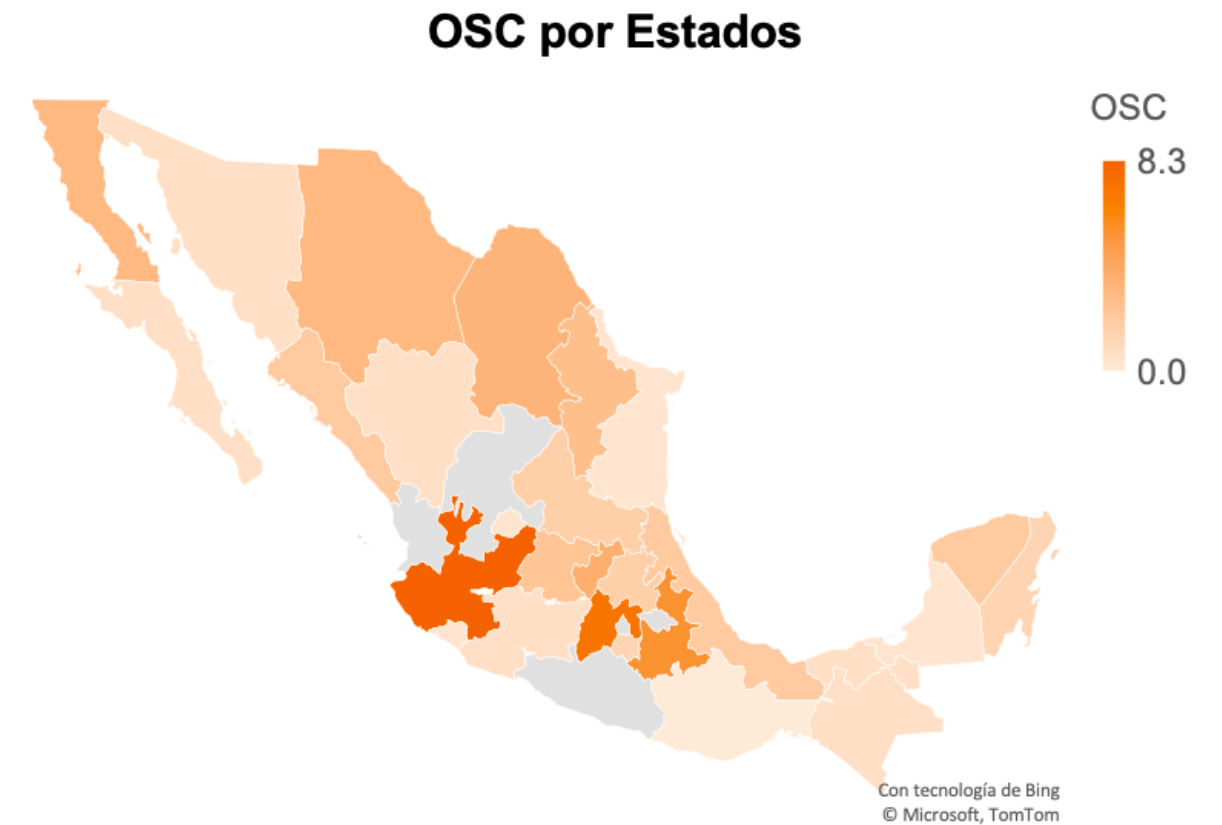 OSC por Estados
OSC
8.3
0.0
Con tecnología de Bing
© Microsoft, TomTom